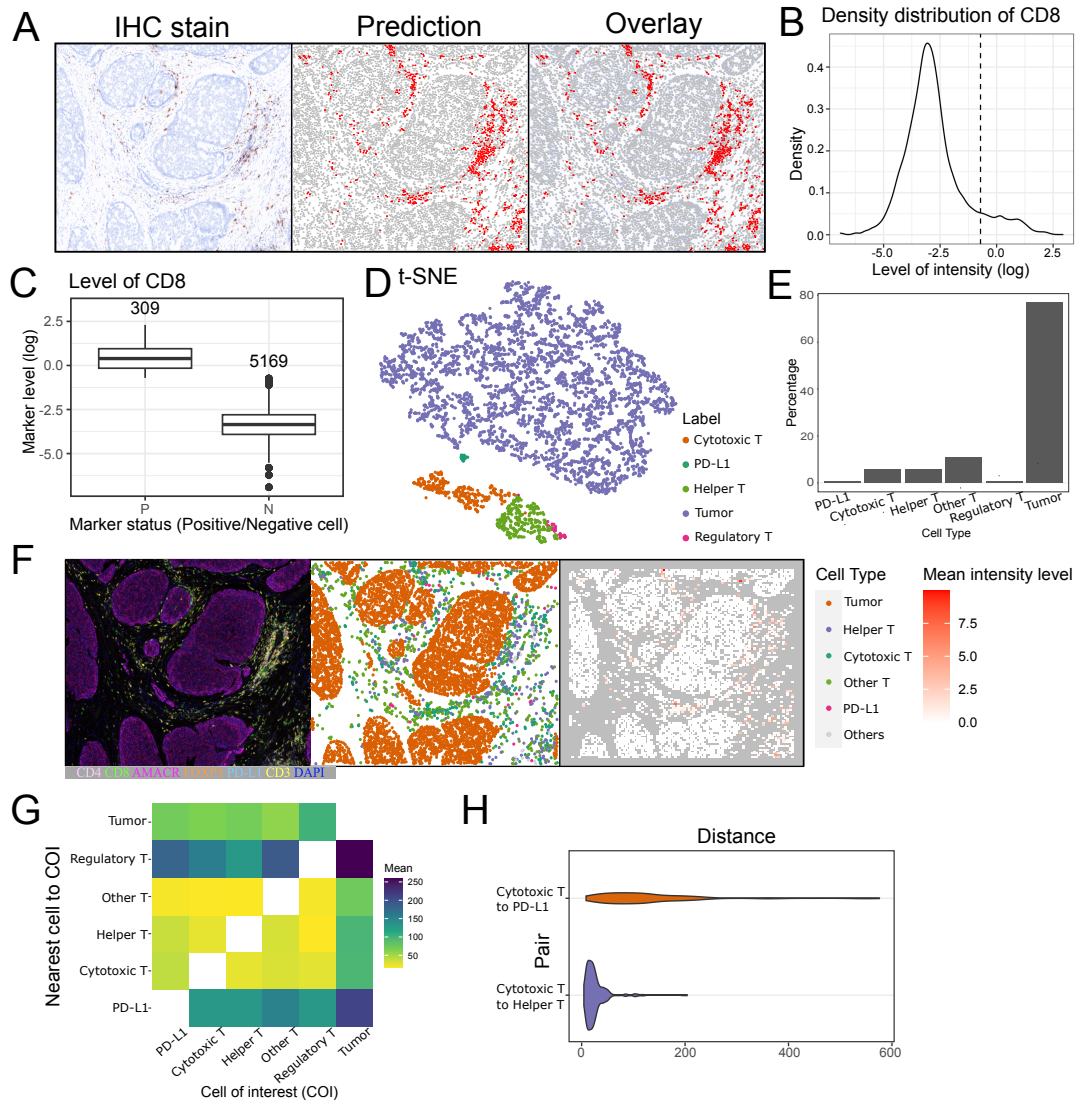 A
IHC stain
Prediction
Overlay
B
Density distribution of CD8
0.4
0.3
0.2
0.1
0.0
Density
-5.0
-2.5
0.0
2.5
Level of intensity (log)
C
Level of CD8
309
5169
2.5
0.0
-2.5
-5.0
Marker level (log)
P
N
Marker status (Positive/Negative cell)
D
t-SNE
Label
Cytotoxic T
PD-L1
Helper T
Tumor
Regulatory T
E
80
60
40
20
0
Percentage
PD-L1
Cytotoxic T
Helper T
Other T
Regulatory T
Tumor
Cell Type
F
CD4 CD8 AMACR FOXP3 PD-L1 CD3 DAPI
Cell Type
Tumor
Helper T
Cytotoxic T
Other T
PD-L1
Others
Mean intensity level
7.5
5.0
2.5
0.0
G
Nearest cell to COI
Tumor
Regulatory T
Other T
Helper T
Cytotoxic T
PD-L1
PD-L1
Cytotoxic T
Helper T
Other T
Regulatory T
Tumor
Cell of interest (COI)
Mean
250
200
150
100
50
H
Distance
Pair
Cytotoxic T
to PD-L1
Cytotoxic T
to Helper T
0
200
400
600